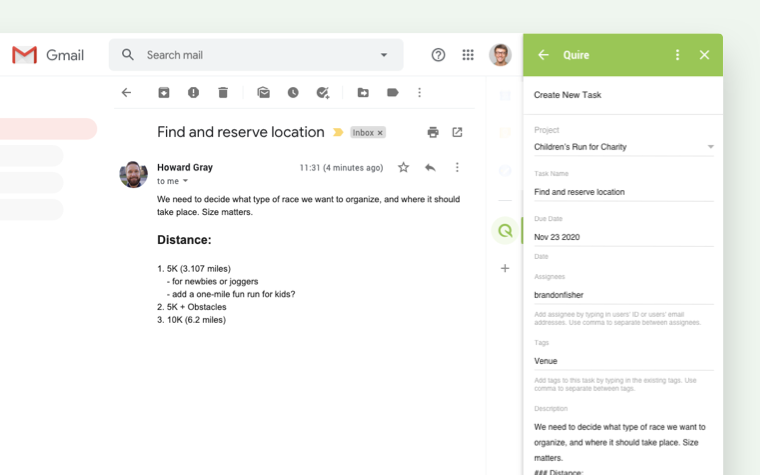 Gmail
Search mail
Find and reserve location
Inbox ×
Howard Gray
11:31 (4 minutes ago)
to me
We need to decide what type of race we want to organize, and where it should
take place. Size matters.
Distance:
1. 5K (3.107 miles)
- for newbies or joggers
- add a one-mile fun run for kids?
2. 5K + Obstacles
3. 10K (6.2 miles)
Quire
Create New Task
Project
Children's Run for Charity
Task Name
Find and reserve location
Due Date
Nov 23 2020
Date
Assignees
brandonfisher
Add assignee by typing in users' ID or users' email
addresses. Use comma to separate between assignees.
Tags
Venue
Add tags to this task by typing in the existing tags. Use
comma to separate between tags.
Description
We need to decide what type of race we want to
organize, and where it should take place. Size
matters.
### Distance: